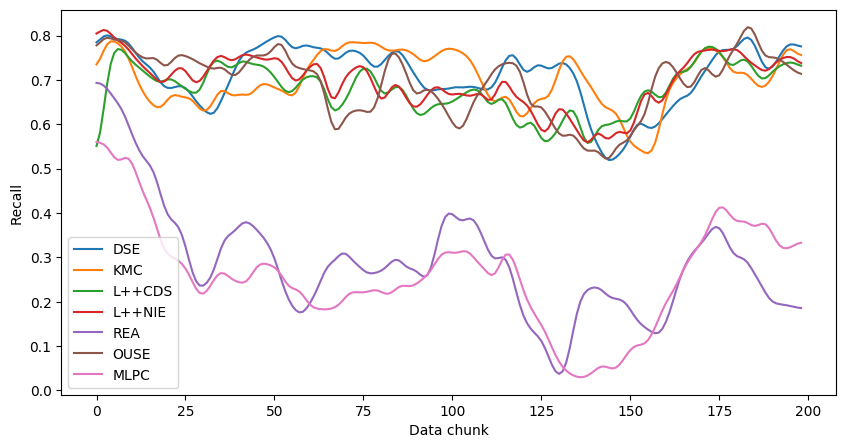 0.8
0.7
0.6
0.5
0.4
0.3
0.2
0.1
0.0
Recall
DSE
KMC
L++CDS
L++NIE
REA
OUSE
MLPC
0 25 50 75 100 125 150 175 200
Data chunk